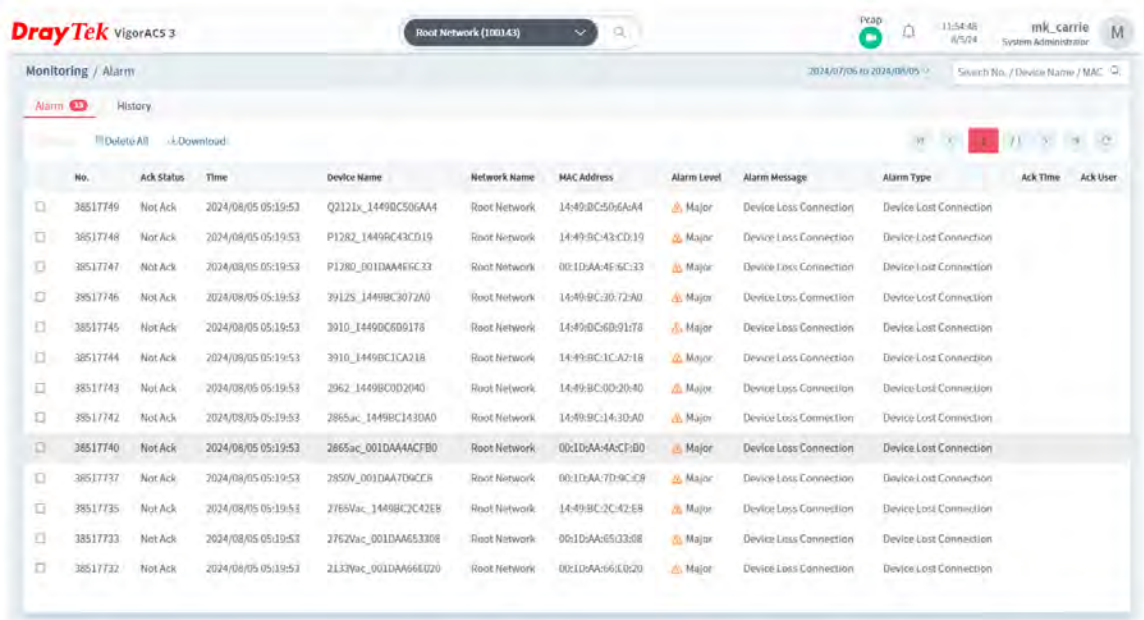 DrayTek VigorACS 3
Root Network (100143)
Pcap
11:54:48
8/5/24
mk_carrie
System Administrator
M
Monitoring / Alarm
2024/07/06 to 2024/08/05
Search No. / Device Name / MAC
Alarm 13 History
Delete All Download
1 / 1
No. Ack Status Time Device Name Network Name MAC Address Alarm Level Alarm Message Alarm Type Ack Time Ack User
38517749 Not Ack 2024/08/05 05:19:53 Q2121x_1449BC506AA4 Root Network 14:49:BC:50:6A:A4 Major Device Loss Connection Device Lost Connection
38517748 Not Ack 2024/08/05 05:19:53 P1282_1449BC43CD19 Root Network 14:49:BC:43:CD:19 Major Device Loss Connection Device Lost Connection
38517747 Not Ack 2024/08/05 05:19:53 P1280_001DAA4E6C33 Root Network 00:1D:AA:4E:6C:33 Major Device Loss Connection Device Lost Connection
38517746 Not Ack 2024/08/05 05:19:53 3912S_1449BC3072A0 Root Network 14:49:BC:30:72:A0 Major Device Loss Connection Device Lost Connection
38517745 Not Ack 2024/08/05 05:19:53 3910_1449BC6B9178 Root Network 14:49:BC:6B:91:78 Major Device Loss Connection Device Lost Connection
38517744 Not Ack 2024/08/05 05:19:53 3910_1449BC1CA218 Root Network 14:49:BC:1C:A2:18 Major Device Loss Connection Device Lost Connection
38517743 Not Ack 2024/08/05 05:19:53 2962_1449BC0D2040 Root Network 14:49:BC:0D:20:40 Major Device Loss Connection Device Lost Connection
38517742 Not Ack 2024/08/05 05:19:53 2865ac_1449BC143DA0 Root Network 14:49:BC:14:3D:A0 Major Device Loss Connection Device Lost Connection
38517740 Not Ack 2024/08/05 05:19:53 2865ac_001DAA4ACFB0 Root Network 00:1D:AA:4A:CF:B0 Major Device Loss Connection Device Lost Connection
38517737 Not Ack 2024/08/05 05:19:53 2850V_001DAA7D9CC8 Root Network 00:1D:AA:7D:9C:C8 Major Device Loss Connection Device Lost Connection
38517735 Not Ack 2024/08/05 05:19:53 2765Vac_1449BC2C42E8 Root Network 14:49:BC:2C:42:E8 Major Device Loss Connection Device Lost Connection
38517733 Not Ack 2024/08/05 05:19:53 2762Vac_001DAA653308 Root Network 00:1D:AA:65:33:08 Major Device Loss Connection Device Lost Connection
38517732 Not Ack 2024/08/05 05:19:53 2133Vac_001DAA66E020 Root Network 00:1D:AA:66:E0:20 Major Device Loss Connection Device Lost Connection